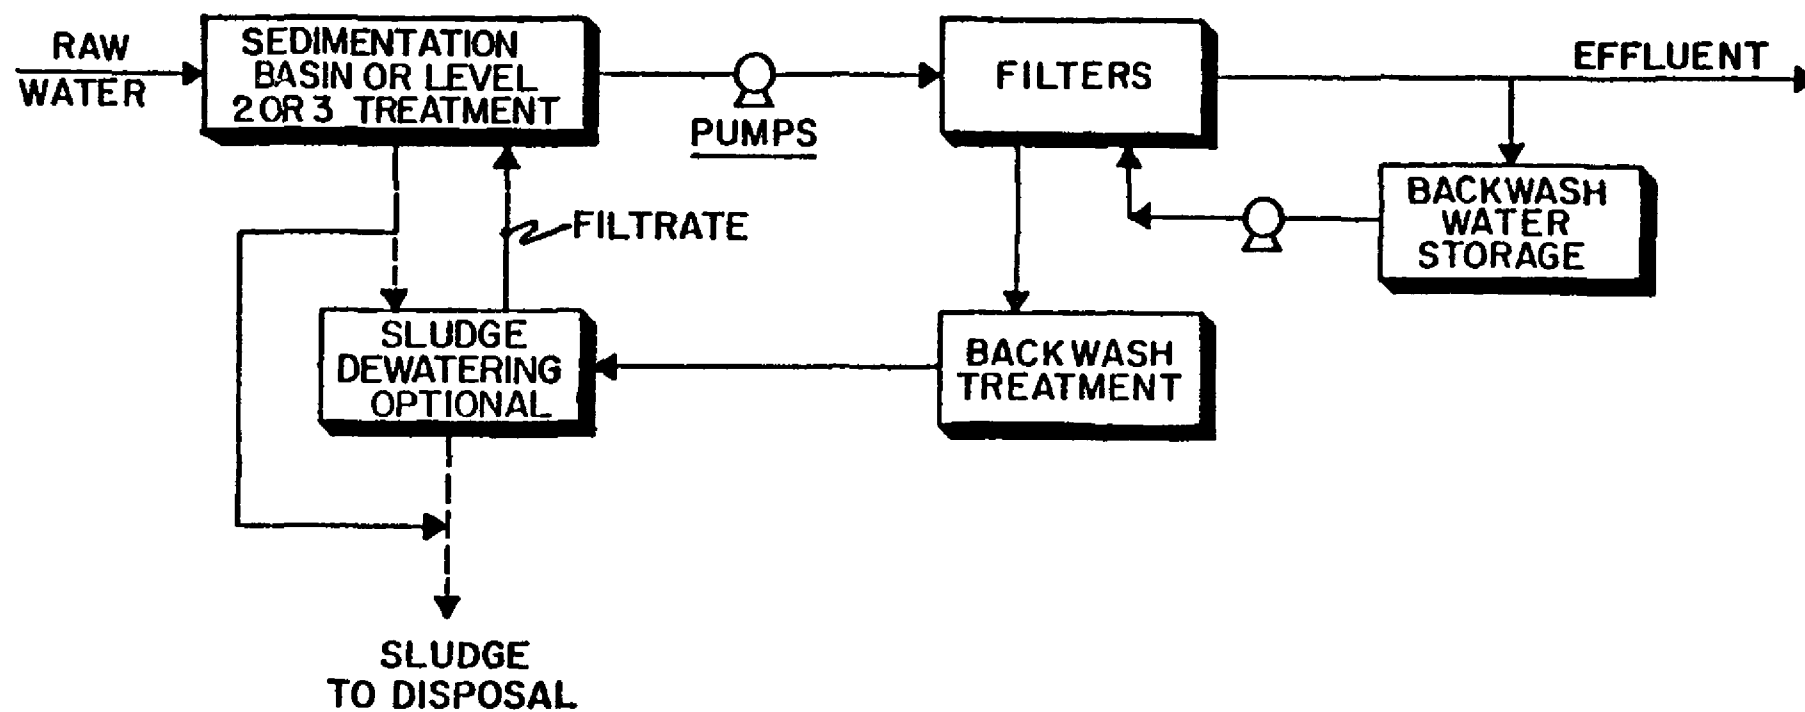 RAW
WATER
SEDIMENTATION
BASIN OR LEVEL
2 OR 3 TREATMENT
PUMPS
FILTERS
EFFLUENT
BACKWASH
WATER
STORAGE
FILTRATE
SLUDGE
DEWATERING
OPTIONAL
BACKWASH
TREATMENT
SLUDGE
TO DISPOSAL